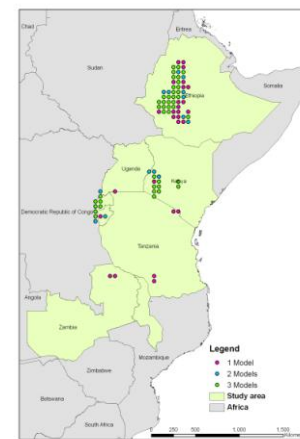 Chad
Eritrea
Sudan
Ethiopia
Somalia
Uganda
Kenya
Democratic Republic of Congo
Tanzania
Angola
Zambia
Mozambique
Zimbabwe
Botswana
South Africa
Legend
1 Model
2 Models
3 Models
Study area
Africa
0
250
500
1,000
1,500